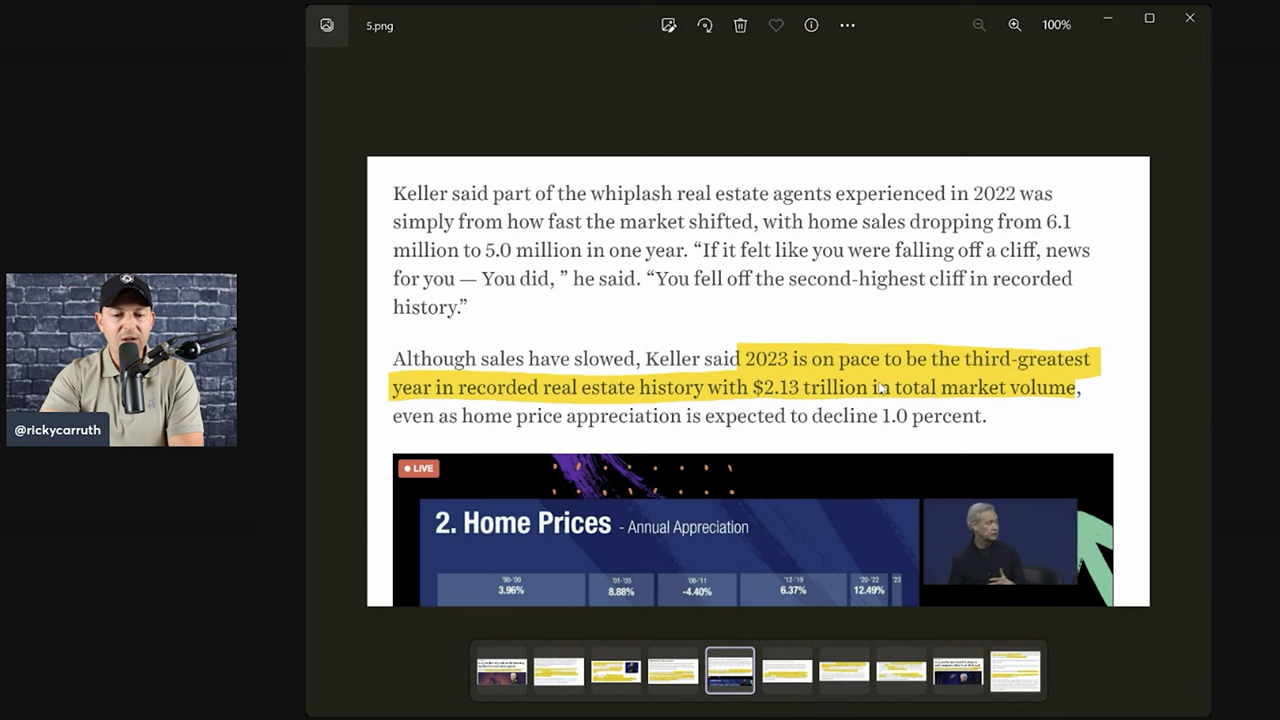 5.png
100%
Keller said part of the whiplash real estate agents experienced in 2022 was
simply from how fast the market shifted, with home sales dropping from 6.1
million to 5.0 million in one year. “If it felt like you were falling off a cliff, news
for you — You did, ” he said. “You fell off the second-highest cliff in recorded
history.”
Although sales have slowed, Keller said 2023 is on pace to be the third-greatest
year in recorded real estate history with $2.13 trillion in total market volume,
even as home price appreciation is expected to decline 1.0 percent.
@rickycarruth
LIVE
2. Home Prices - Annual Appreciation
'90-'00 '01-'05 '06-'11 '12-'19 '20-'22 '23
3.96% 8.88% -4.40% 6.37% 12.49%